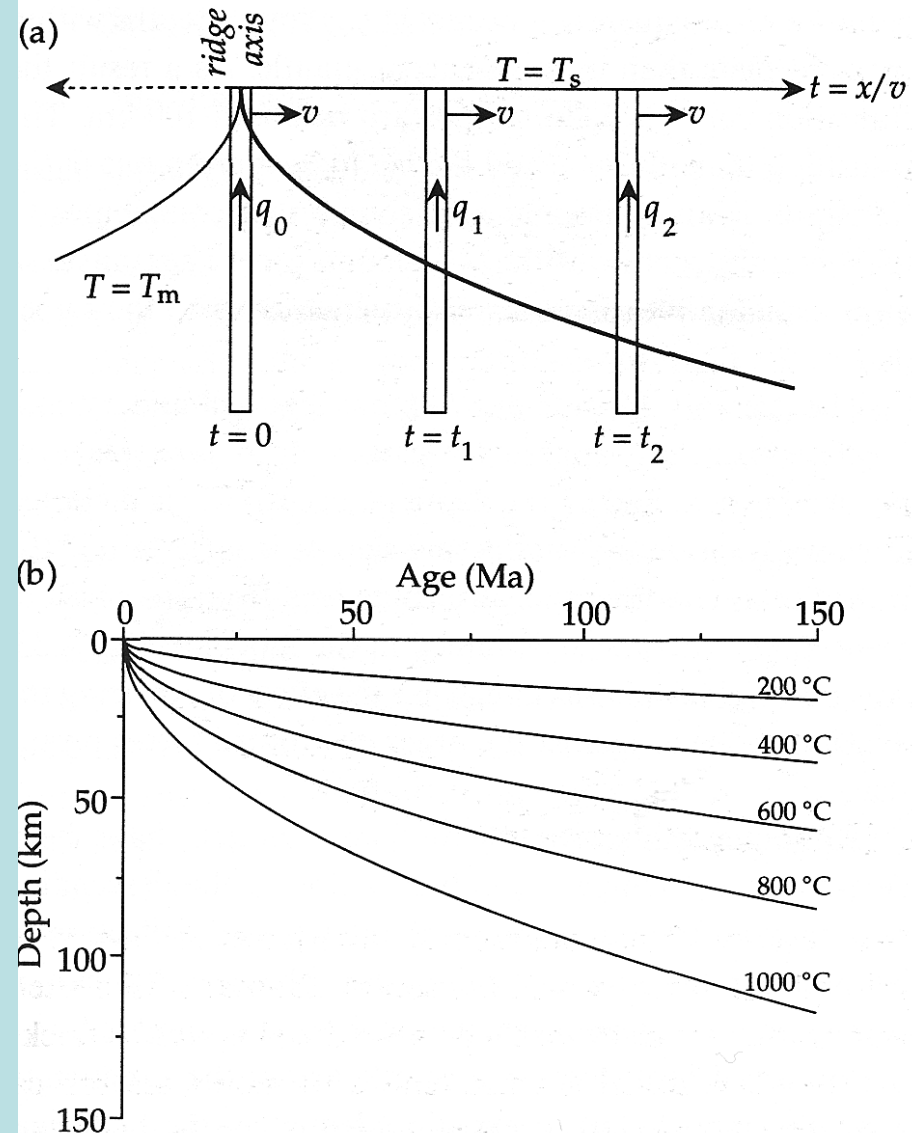 (a)
ridge
axis
T = Tₛ
t = x/v
v
v
v
q₀
q₁
q₂
T = Tₘ
t = 0
t = t₁
t = t₂
(b)
Age (Ma)
0
50
100
150
0
200 °C
400 °C
50
600 °C
800 °C
100
1000 °C
150
Depth (km)